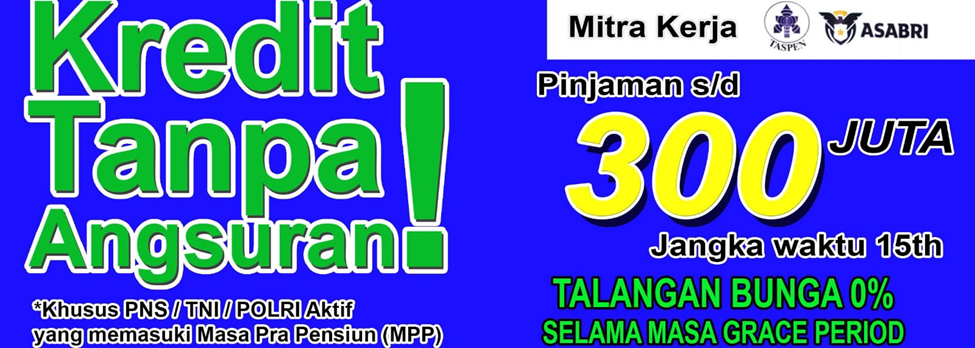 Kredit
Tanpa
Angsuran!
*Khusus PNS / TNI / POLRI Aktif
yang memasuki Masa Pra Pensiun (MPP)
Mitra Kerja
TASPEN
ASABRI
Pinjaman s/d
300 JUTA
Jangka waktu 15th
TALANGAN BUNGA 0%
SELAMA MASA GRACE PERIOD